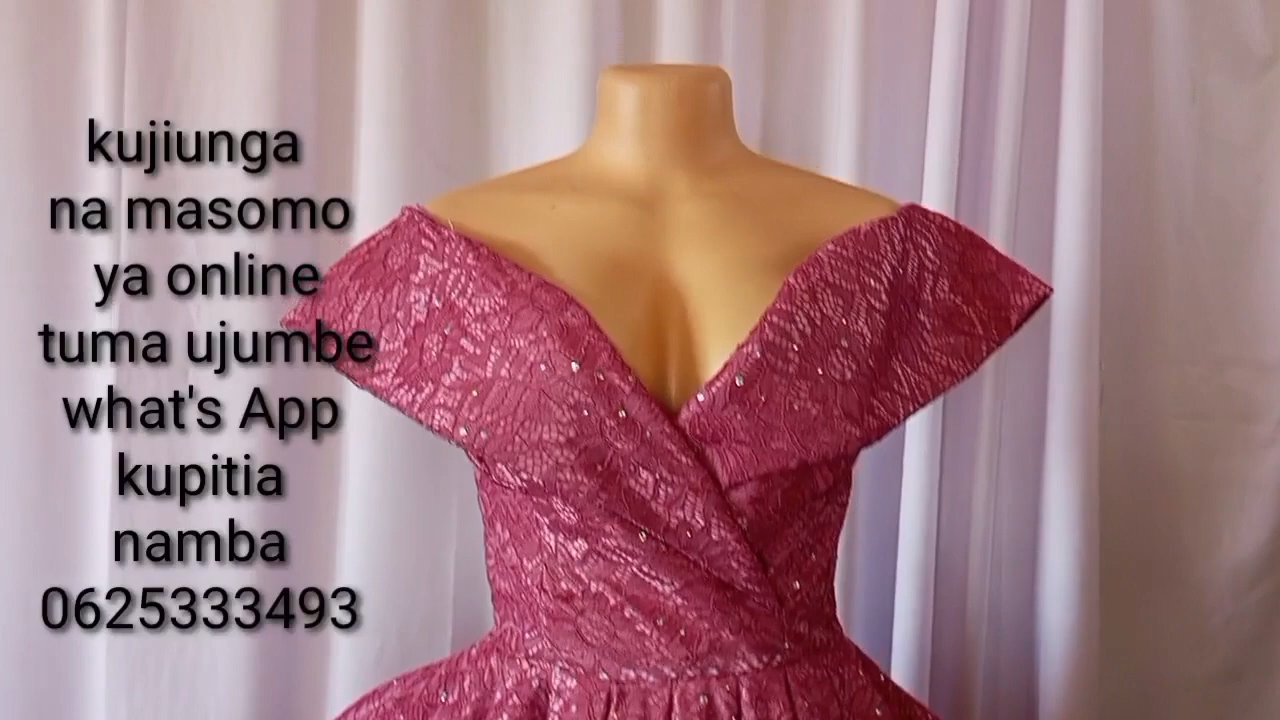 kujiunga
na masomo
ya online
tuma ujumbe
what's App
kupitia
namba
0625333493